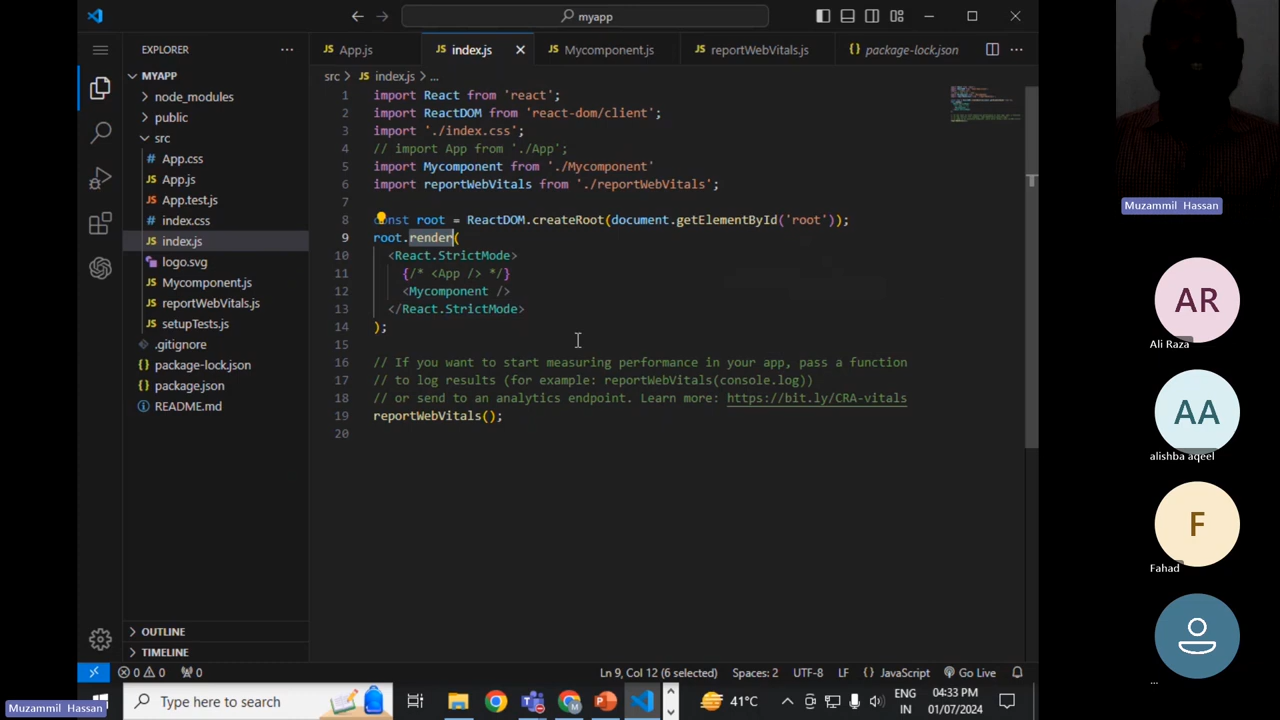 myapp
EXPLORER
App.js
index.js
Mycomponent.js
reportWebVitals.js
package-lock.json
MYAPP
node_modules
public
src
App.css
App.js
App.test.js
index.css
index.js
logo.svg
Mycomponent.js
reportWebVitals.js
setupTests.js
.gitignore
package-lock.json
package.json
README.md
OUTLINE
TIMELINE
src > JS index.js > ...
1 import React from 'react';
2 import ReactDOM from 'react-dom/client';
3 import './index.css';
4 // import App from './App';
5 import Mycomponent from './Mycomponent'
6 import reportWebVitals from './reportWebVitals';
7
8 const root = ReactDOM.createRoot(document.getElementById('root'));
9 root.render(
10 <React.StrictMode>
11 {/* <App /> */}
12 <Mycomponent />
13 </React.StrictMode>
14 );
15
16 // If you want to start measuring performance in your app, pass a function
17 // to log results (for example: reportWebVitals(console.log))
18 // or send to an analytics endpoint. Learn more: https://bit.ly/CRA-vitals
19 reportWebVitals();
20
0 0
0
Ln 9, Col 12 (6 selected)
Spaces: 2
UTF-8
LF
{} JavaScript
Go Live
Type here to search
41°C
ENG
IN
04:33 PM
01/07/2024
Muzammil Hassan
Muzammil Hassan
AR
Ali Raza
AA
alishba aqeel
F
Fahad
...